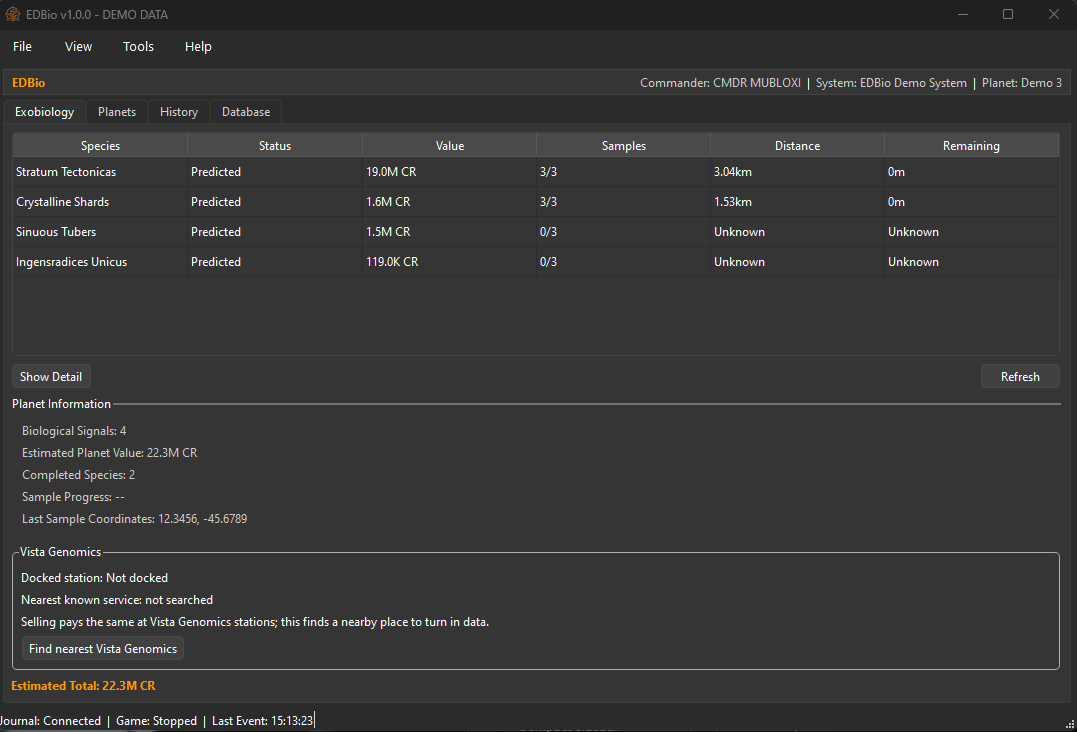 EDBio v1.0.0 - DEMO DATA
File View Tools Help
EDBio Commander: CMDR MUBLOXI | System: EDBio Demo System | Planet: Demo 3
Exobiology Planets History Database
Species Status Value Samples Distance Remaining
Stratum Tectonicas Predicted 19.0M CR 3/3 3.04km 0m
Crystalline Shards Predicted 1.6M CR 3/3 1.53km 0m
Sinuous Tubers Predicted 1.5M CR 0/3 Unknown Unknown
Ingensradices Unicus Predicted 119.0K CR 0/3 Unknown Unknown
Show Detail Refresh
Planet Information
Biological Signals: 4
Estimated Planet Value: 22.3M CR
Completed Species: 2
Sample Progress: --
Last Sample Coordinates: 12.3456, -45.6789
Vista Genomics
Docked station: Not docked
Nearest known service: not searched
Selling pays the same at Vista Genomics stations; this finds a nearby place to turn in data.
Find nearest Vista Genomics
Estimated Total: 22.3M CR
Journal: Connected | Game: Stopped | Last Event: 15:13:23